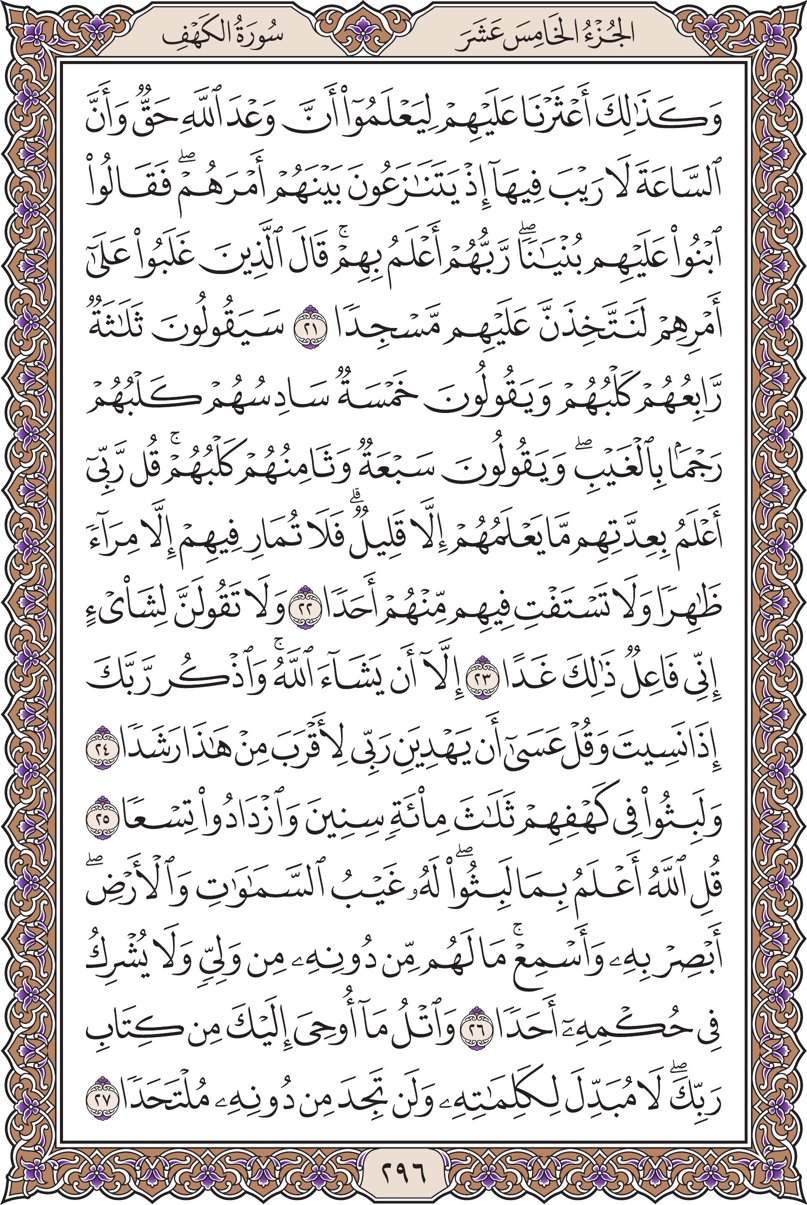 الجُزْءُ الخَامِسَ عَشَرَ
سُورَةُ الكَهْفِ
وَكَذَٰلِكَ أَعْثَرْنَا عَلَيْهِمْ لِيَعْلَمُوٓا۟ أَنَّ وَعْدَ ٱللَّهِ حَقٌّ وَأَنَّ
ٱلسَّاعَةَ لَا رَيْبَ فِيهَآ إِذْ يَتَنَٰزَعُونَ بَيْنَهُمْ أَمْرَهُمْ ۖ فَقَالُوا۟
ٱبْنُوا۟ عَلَيْهِم بُنْيَٰنًا ۖ رَّبُّهُمْ أَعْلَمُ بِهِمْ ۚ قَالَ ٱلَّذِينَ غَلَبُوا۟ عَلَىٰٓ
أَمْرِهِمْ لَنَتَّخِذَنَّ عَلَيْهِم مَّسْجِدًا ٢١ سَيَقُولُونَ ثَلَٰثَةٌ
رَّابِعُهُمْ كَلْبُهُمْ وَيَقُولُونَ خَمْسَةٌ سَادِسُهُمْ كَلْبُهُمْ
رَجْمًۢا بِٱلْغَيْبِ ۖ وَيَقُولُونَ سَبْعَةٌ وَثَامِنُهُمْ كَلْبُهُمْ ۚ قُل رَّبِّىٓ
أَعْلَمُ بِعِدَّتِهِم مَّا يَعْلَمُهُمْ إِلَّا قَلِيلٌ ۗ فَلَا تُمَارِ فِيهِمْ إِلَّا مِرَآءً
ظَٰهِرًا وَلَا تَسْتَفْتِ فِيهِم مِّنْهُمْ أَحَدًا ٢٢ وَلَا تَقُولَنَّ لِشَا۟ىْءٍ
إِنِّى فَاعِلٌ ذَٰلِكَ غَدًا ٢٣ إِلَّآ أَن يَشَآءَ ٱللَّهُ ۚ وَٱذْكُر رَّبَّكَ
إِذَا نَسِيتَ وَقُلْ عَسَىٰٓ أَن يَهْدِيَنِ رَبِّى لِأَقْرَبَ مِنْ هَٰذَا رَشَدًا ٢٤
وَلَبِثُوا۟ فِى كَهْفِهِمْ ثَلَٰثَ مِا۟ئَةٍ سِنِينَ وَٱزْدَادُوا۟ تِسْعًا ٢٥
قُلِ ٱللَّهُ أَعْلَمُ بِمَا لَبِثُوا۟ ۖ لَهُۥ غَيْبُ ٱلسَّمَٰوَٰتِ وَٱلْأَرْضِ ۖ
أَبْصِرْ بِهِۦ وَأَسْمِعْ ۚ مَا لَهُم مِّن دُونِهِۦ مِن وَلِىٍّ وَلَا يُشْرِكُ
فِى حُكْمِهِۦٓ أَحَدًا ٢٦ وَٱتْلُ مَآ أُوحِىَ إِلَيْكَ مِن كِتَابِ
رَبِّكَ ۖ لَا مُبَدِّلَ لِكَلِمَٰتِهِۦ وَلَن تَجِدَ مِن دُونِهِۦ مُلْتَحَدًا ٢٧
٢٩٦